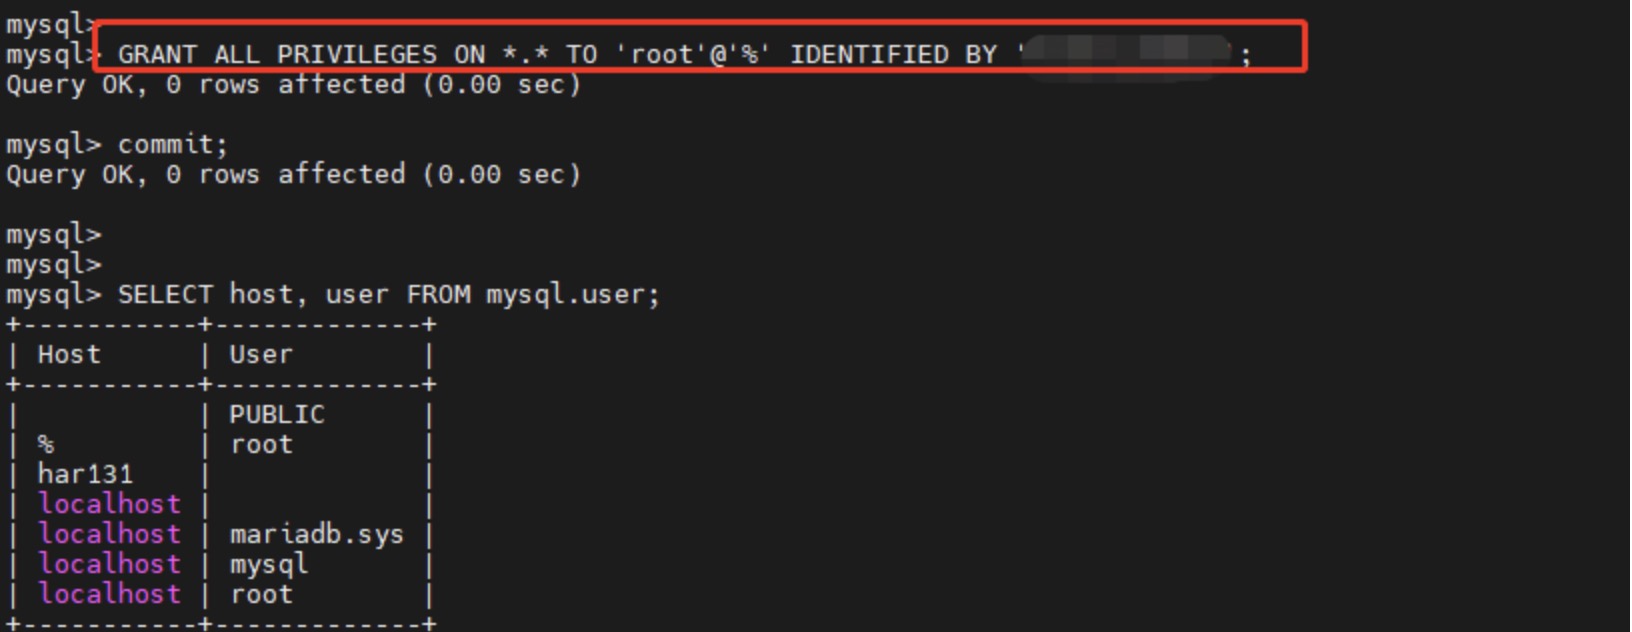 mysql>
mysql> GRANT ALL PRIVILEGES ON *.* TO 'root'@'%' IDENTIFIED BY ' ';
Query OK, 0 rows affected (0.00 sec)
mysql> commit;
Query OK, 0 rows affected (0.00 sec)
mysql>
mysql>
mysql> SELECT host, user FROM mysql.user;
+-----------+-------------+
| Host      | User        |
+-----------+-------------+
|           | PUBLIC      |
| %         | root        |
| har131    |             |
| localhost |             |
| localhost | mariadb.sys |
| localhost | mysql       |
| localhost | root        |
+-----------+-------------+